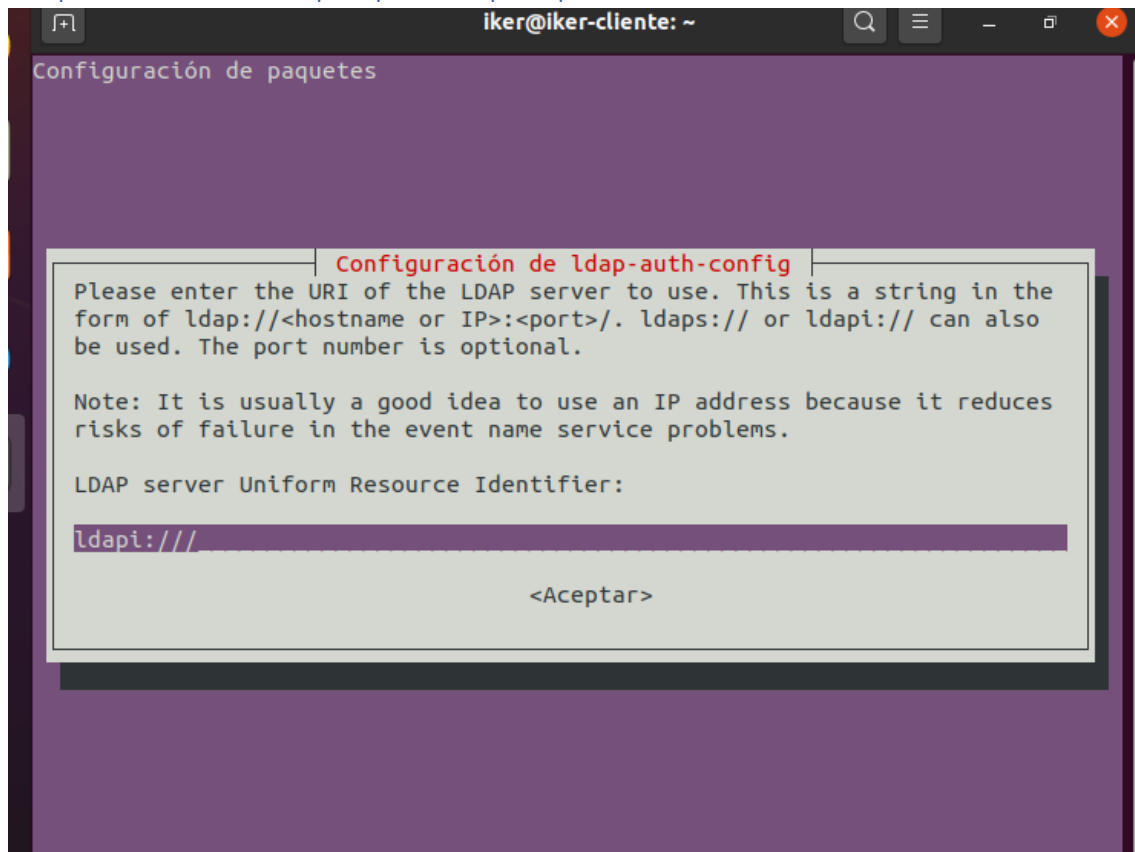 iker@iker-cliente: ~
Configuración de paquetes
Configuración de ldap-auth-config
Please enter the URI of the LDAP server to use. This is a string in the
form of ldap://<hostname or IP>:<port>/. ldaps:// or ldapi:// can also
be used. The port number is optional.
Note: It is usually a good idea to use an IP address because it reduces
risks of failure in the event name service problems.
LDAP server Uniform Resource Identifier:
ldapi:///
<Aceptar>